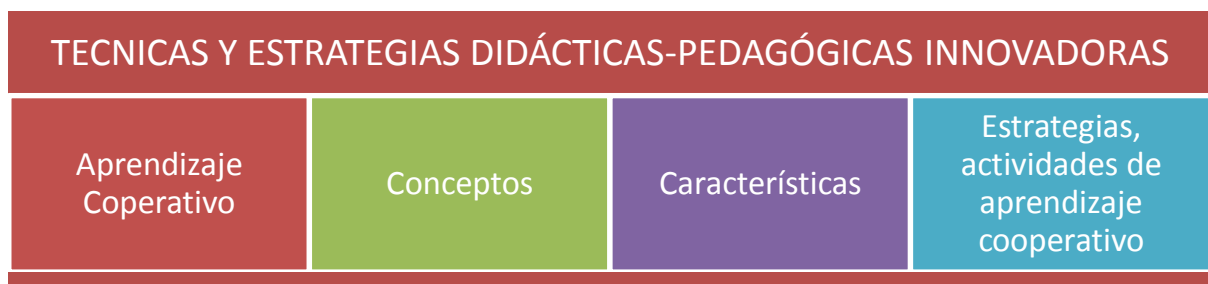 TECNICAS Y ESTRATEGIAS DIDÁCTICAS-PEDAGÓGICAS INNOVADORAS
Aprendizaje
Coperativo
Conceptos
Características
Estrategias,
actividades de
aprendizaje
cooperativo